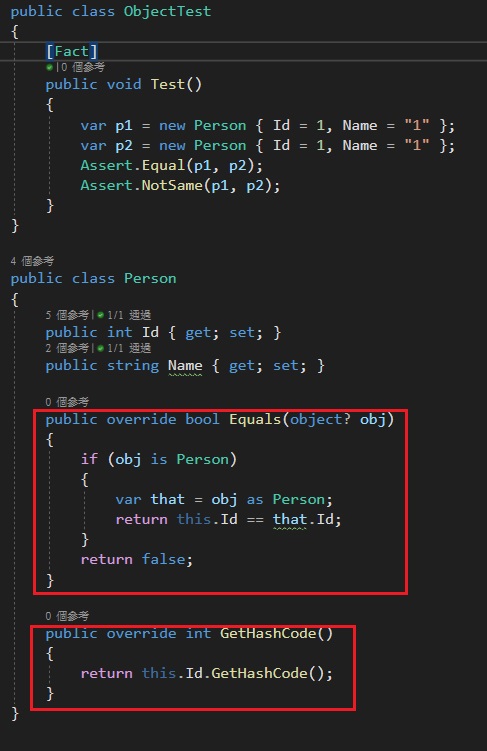 public class ObjectTest
{
[Fact]
|0 個參考
public void Test()
{
var p1 = new Person { Id = 1, Name = "1" };
var p2 = new Person { Id = 1, Name = "1" };
Assert.Equal(p1, p2);
Assert.NotSame(p1, p2);
}
}
4 個參考
public class Person
{
5 個參考|1/1 通過
public int Id { get; set; }
2 個參考|1/1 通過
public string Name { get; set; }
0 個參考
public override bool Equals(object? obj)
{
if (obj is Person)
{
var that = obj as Person;
return this.Id == that.Id;
}
return false;
}
0 個參考
public override int GetHashCode()
{
return this.Id.GetHashCode();
}
}